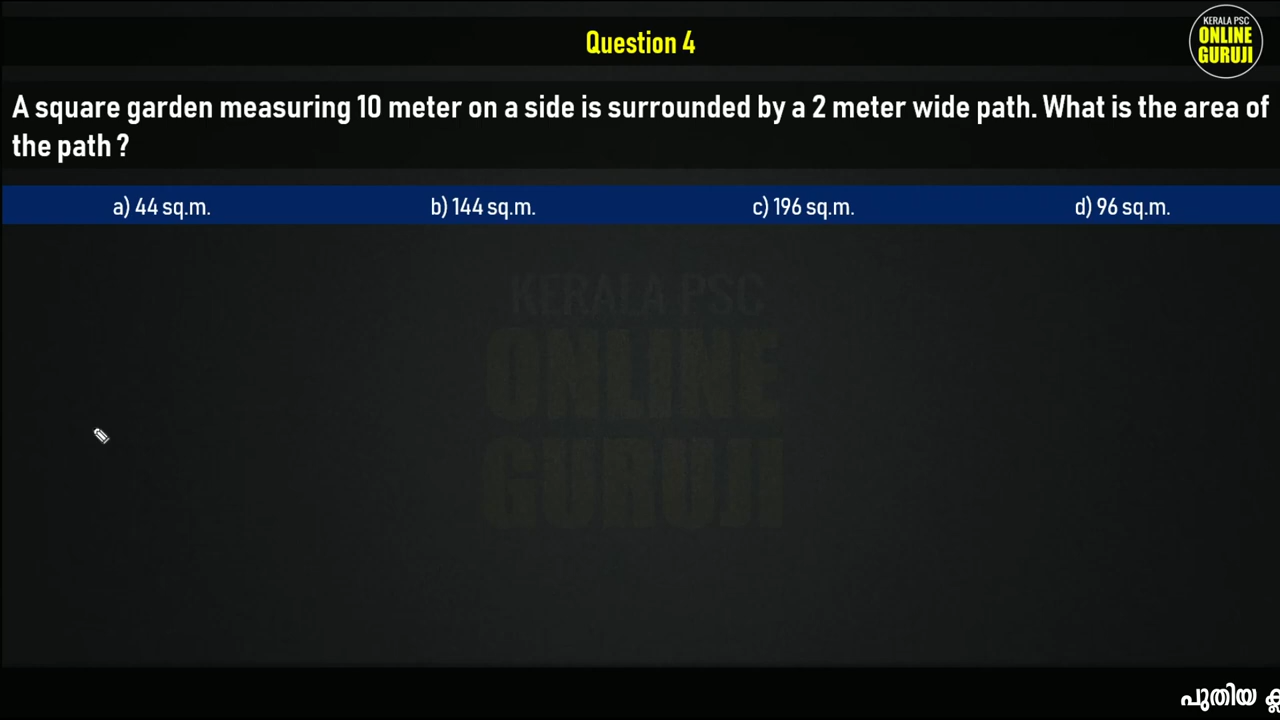 KERALA PSC
ONLINE
GURUJI
Question 4
A square garden measuring 10 meter on a side is surrounded by a 2 meter wide path. What is the area of
the path ?
a) 44 sq.m. b) 144 sq.m. c) 196 sq.m. d) 96 sq.m.
KERALA PSC
ONLINE
GURUJI
പുതിയ